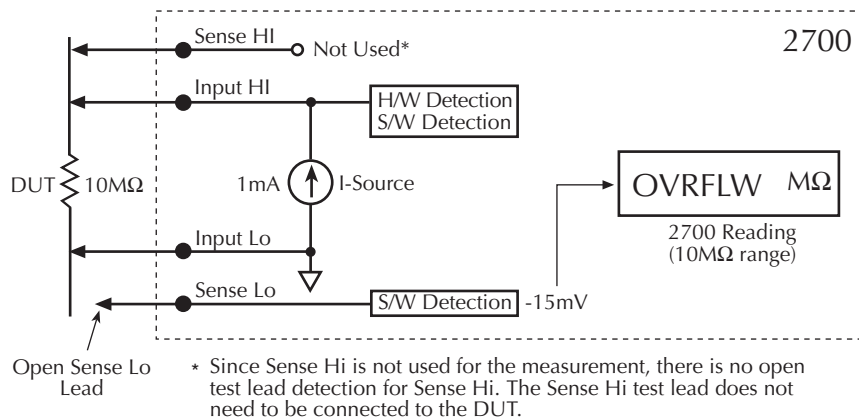 2700
Sense HI
Not Used*
Input HI
H/W Detection
S/W Detection
DUT
10MΩ
1mA
I-Source
OVRFLW MΩ
2700 Reading
(10MΩ range)
Input Lo
Sense Lo
S/W Detection
-15mV
Open Sense Lo
Lead
* Since Sense Hi is not used for the measurement, there is no open
test lead detection for Sense Hi. The Sense Hi test lead does not
need to be connected to the DUT.